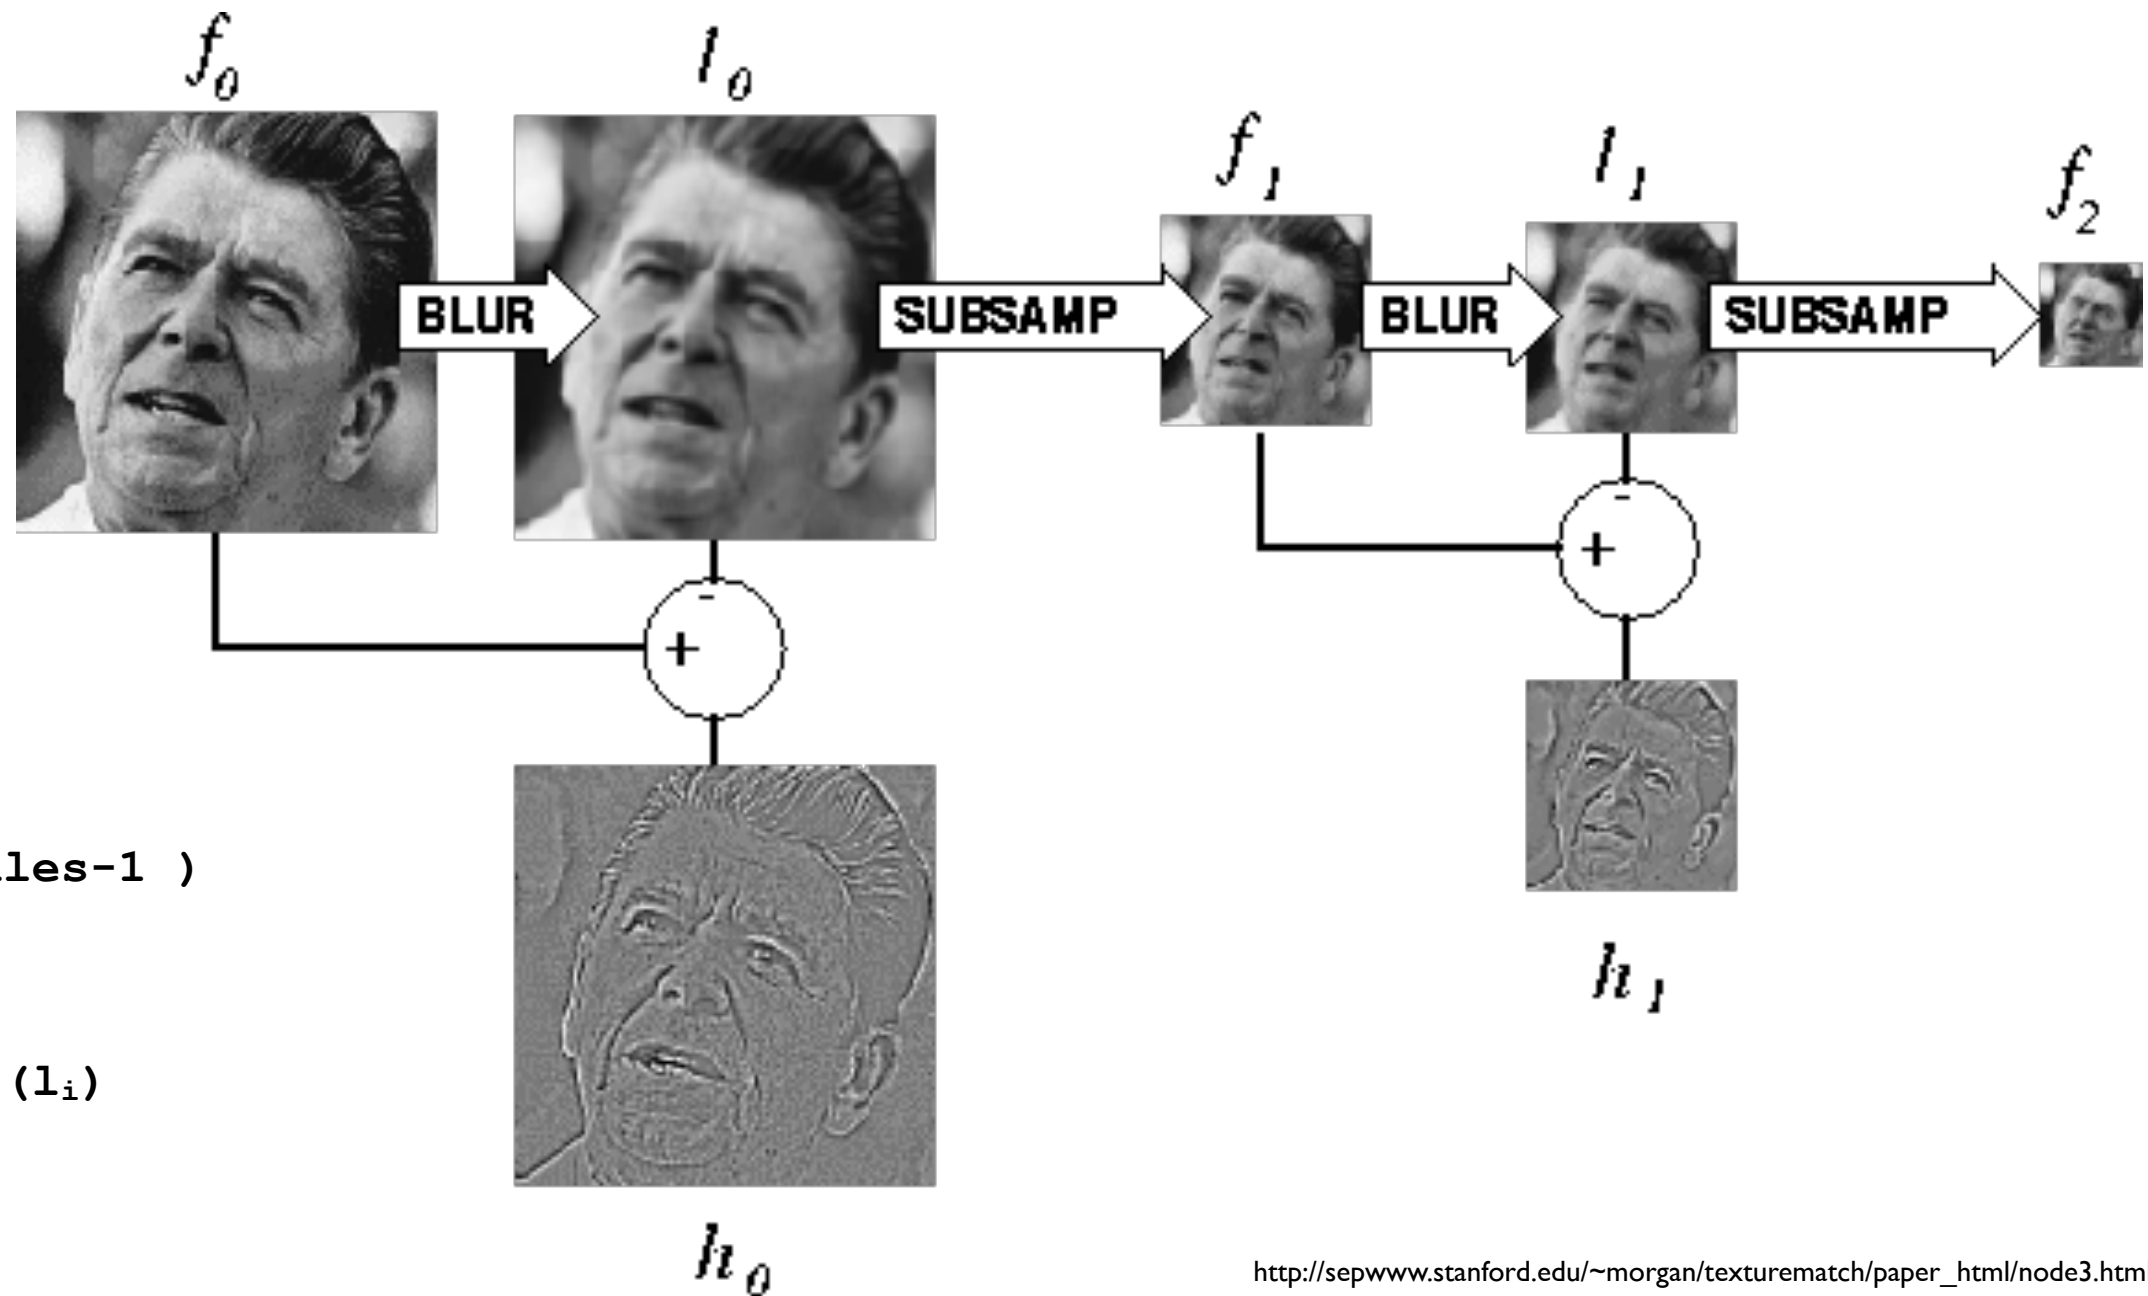 f0
l0
f1
l1
f2
BLUR
SUBSAMP
BLUR
SUBSAMP
-
+
-
+
les-1 )
h1
(li)
h0
http://sepwww.stanford.edu/~morgan/texturematch/paper_html/node3.htm